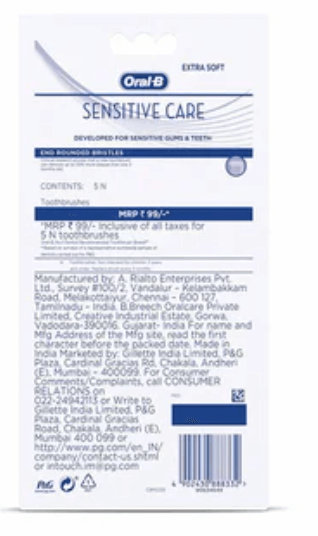 EXTRA SOFT
Oral-B
SENSITIVE CARE
DEVELOPED FOR SENSITIVE GUMS & TEETH
END ROUNDED BRISTLES
CONTENTS: 5 N
Toothbrushes
MRP ₹ 99/-*
*MRP ₹ 99/- Inclusive of all taxes for
5 N toothbrushes
Manufactured by: A. Rialto Enterprises Pvt.
Ltd., Survey #100/2, Vandalur - Kelambakkam
Road, Melakottaiyur, Chennai - 600 127,
Tamilnadu - India. B.Breech Oralcare Private
Limited, Creative Industrial Estate, Gorwa,
Vadodara-390016. Gujarat- India For name and
Mfg Address of the Mfg site, read the first
character before the packed date. Made in
India Marketed by: Gillette India Limited, P&G
Plaza, Cardinal Gracias Rd, Chakala, Andheri
(E), Mumbai - 400099. For Consumer
Comments/Complaints, call CONSUMER
RELATIONS on
022-24942113 or Write to
Gillette India Limited, P&G
Plaza, Cardinal Gracias
Road, Chakala, Andheri (E),
Mumbai 400 099 or
http://www.pg.com/en_IN/
company/contact-us.shtml
or intouch.im@pg.com
P&G
4 902430 888332